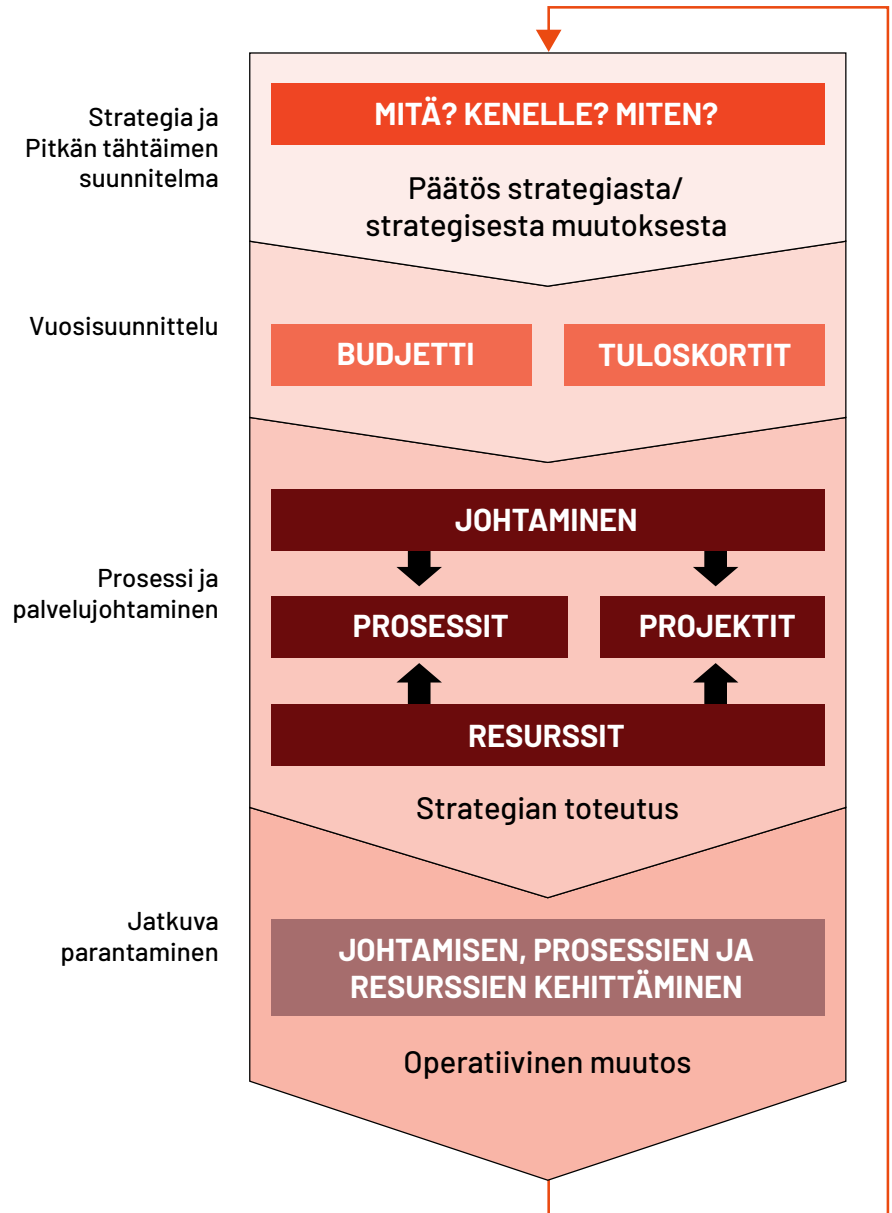 Strategia ja
Pitkän tähtäimen
suunnitelma
MITÄ? KENELLE? MITEN?
Päätös strategiasta/
strategisesta muutoksesta
Vuosisuunnittelu
BUDJETTI
TULOSKORTIT
Prosessi ja
palvelujohtaminen
JOHTAMINEN
PROSESSIT
PROJEKTIT
RESURSSIT
Strategian toteutus
Jatkuva
parantaminen
JOHTAMISEN, PROSESSIEN JA
RESURSSIEN KEHITTÄMINEN
Operatiivinen muutos